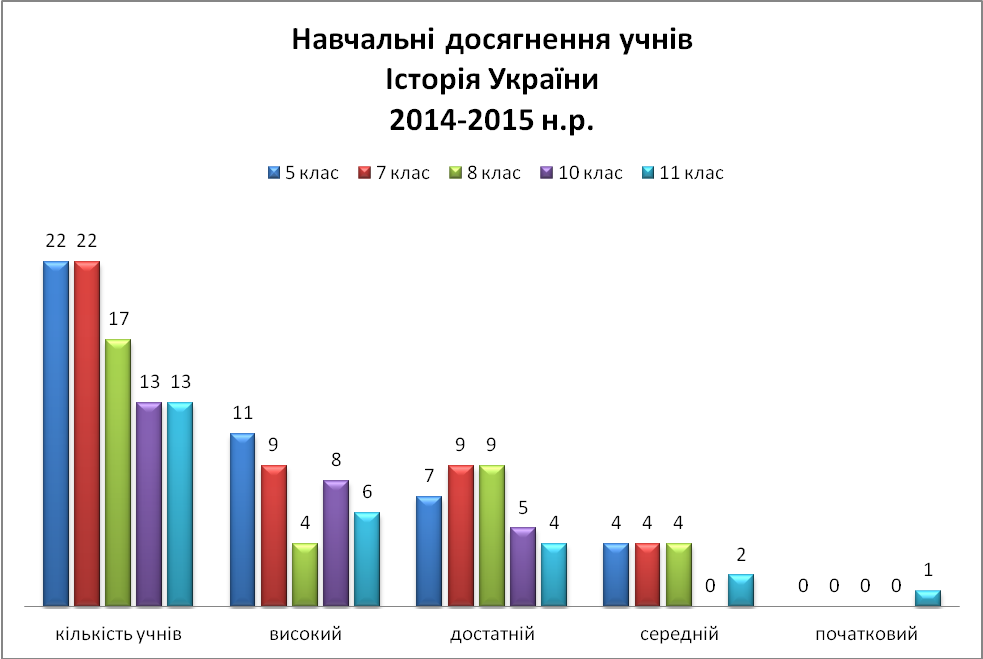 Навчальні досягнення учнів
Історія України
2014-2015 н.р.
5 клас 7 клас 8 клас 10 клас 11 клас
22 22 17 13 13
11 9 4 8 6
7 9 9 5 4
4 4 4 0 2
0 0 0 0 1
кількість учнів високий достатній середній початковий